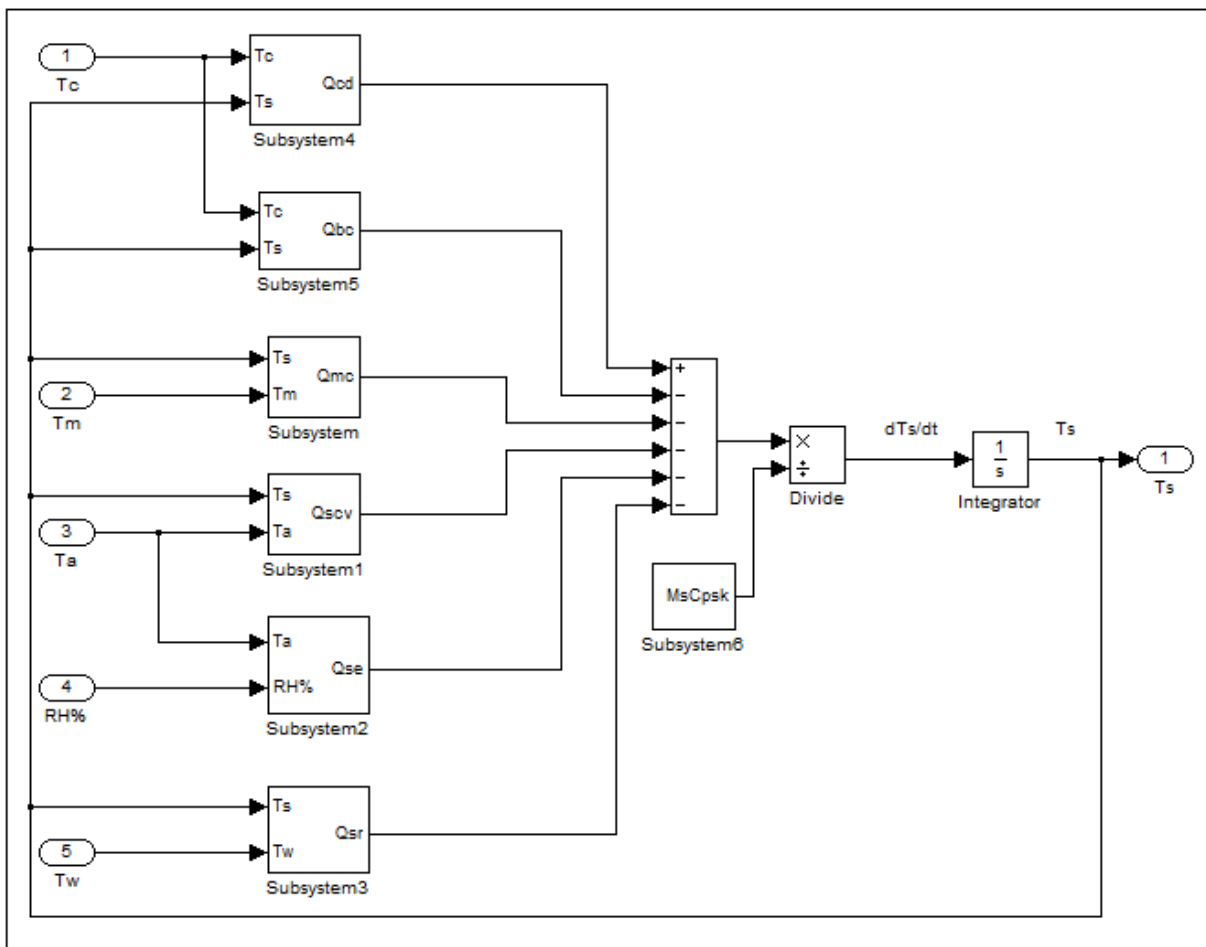 1
Tc
Tc
Ts
Qcd
Subsystem4
Tc
Ts
Qbc
Subsystem5
2
Tm
Ts
Tm
Qmc
Subsystem
3
Ta
Ts
Ta
Qscv
Subsystem1
4
RH%
Ta
RH%
Qse
Subsystem2
5
Tw
Ts
Tw
Qsr
Subsystem3
+
−
−
−
−
−
MsCpsk
Subsystem6
×
÷
Divide
dTs/dt
1
s
Integrator
Ts
1
Ts